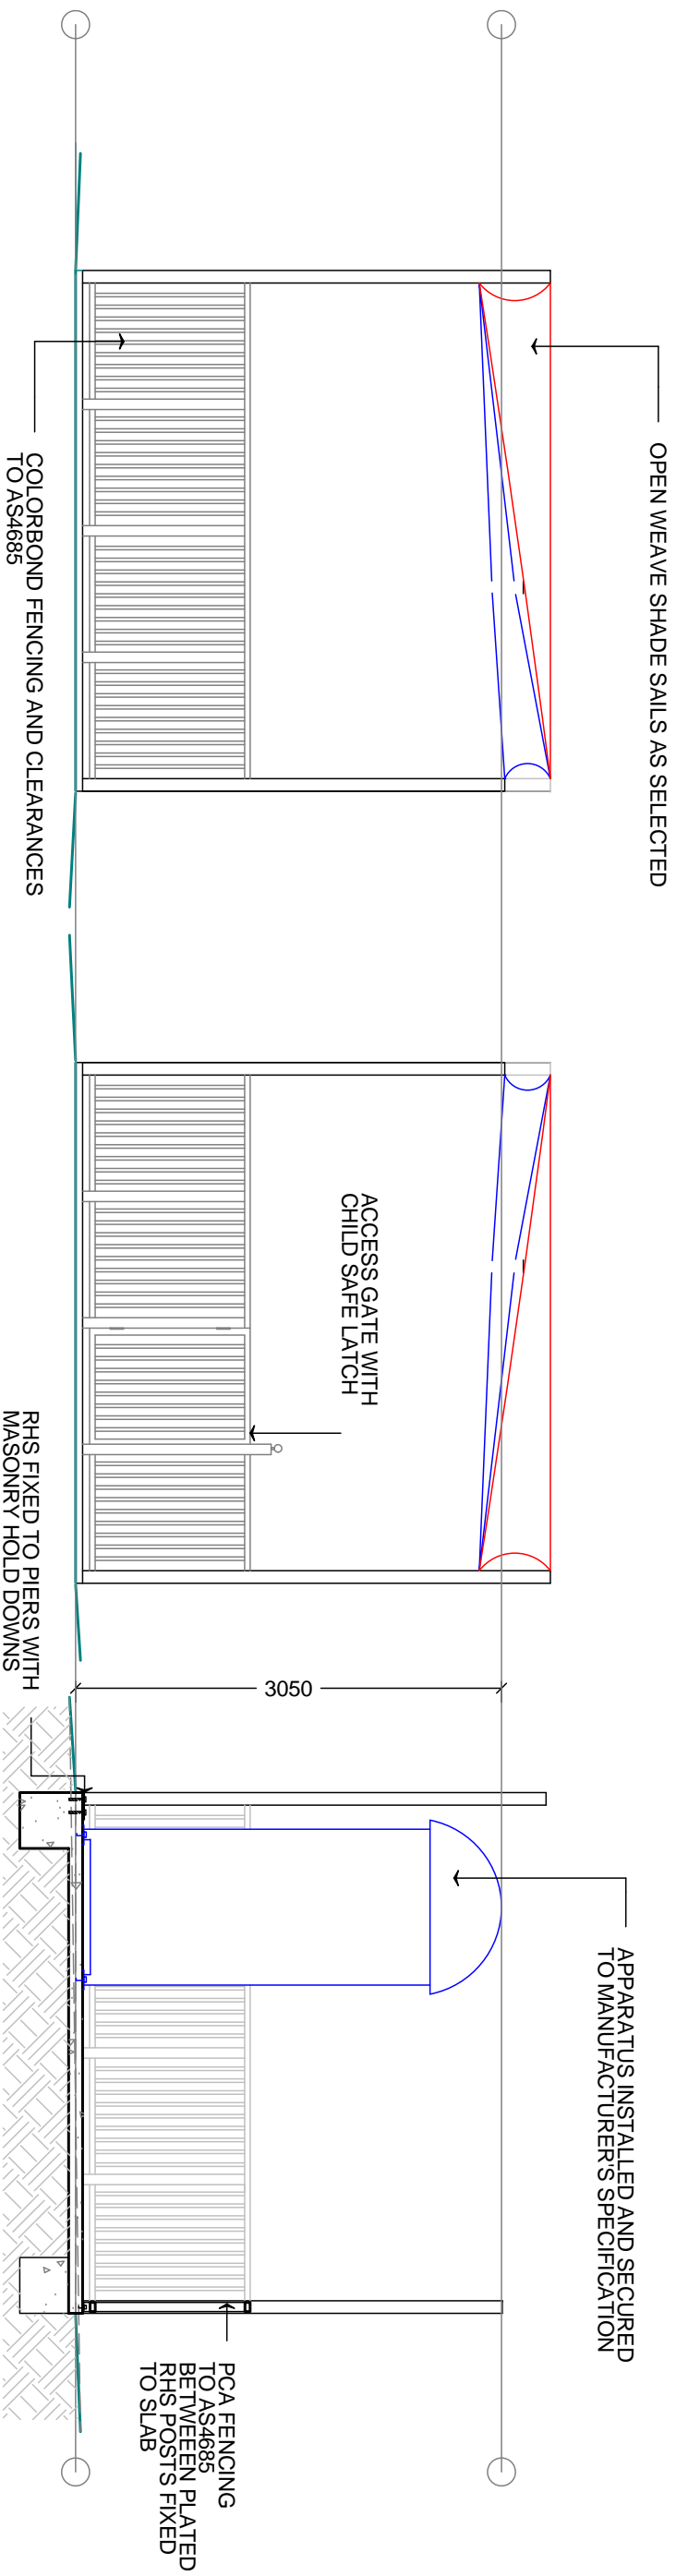 OPEN WEAVE SHADE SAILS AS SELECTED
COLORBOND FENCING AND CLEARANCES
TO AS4685
ACCESS GATE WITH
CHILD SAFE LATCH
RHS FIXED TO PIERS WITH
MASONRY HOLD DOWNS
3050
APPARATUS INSTALLED AND SECURED
TO MANUFACTURER'S SPECIFICATION
PCA FENCING
TO AS4685
BETWEEEN PLATED
RHS POSTS FIXED
TO SLAB